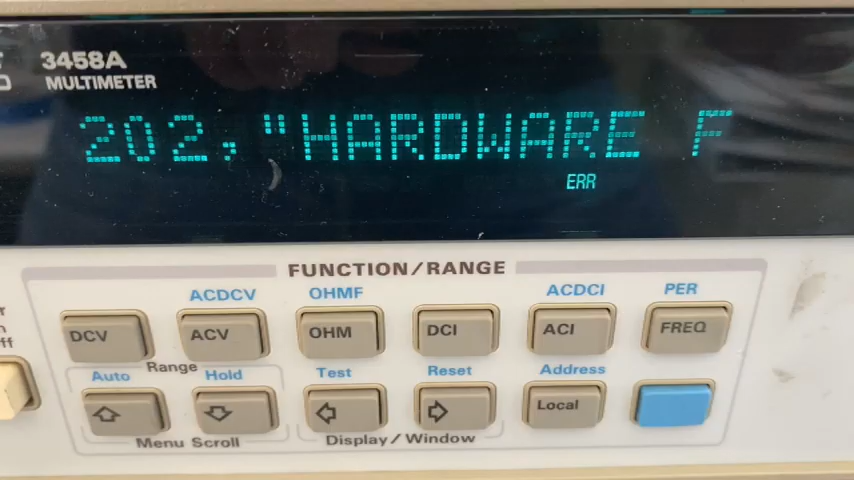 3458A
MULTIMETER
202,"HARDWARE F
ERR
FUNCTION/RANGE
ACDCV OHMF ACDCI PER
DCV ACV OHM DCI ACI FREQ
Range
Auto Hold Test Reset Address
Local
Menu Scroll Display/Window